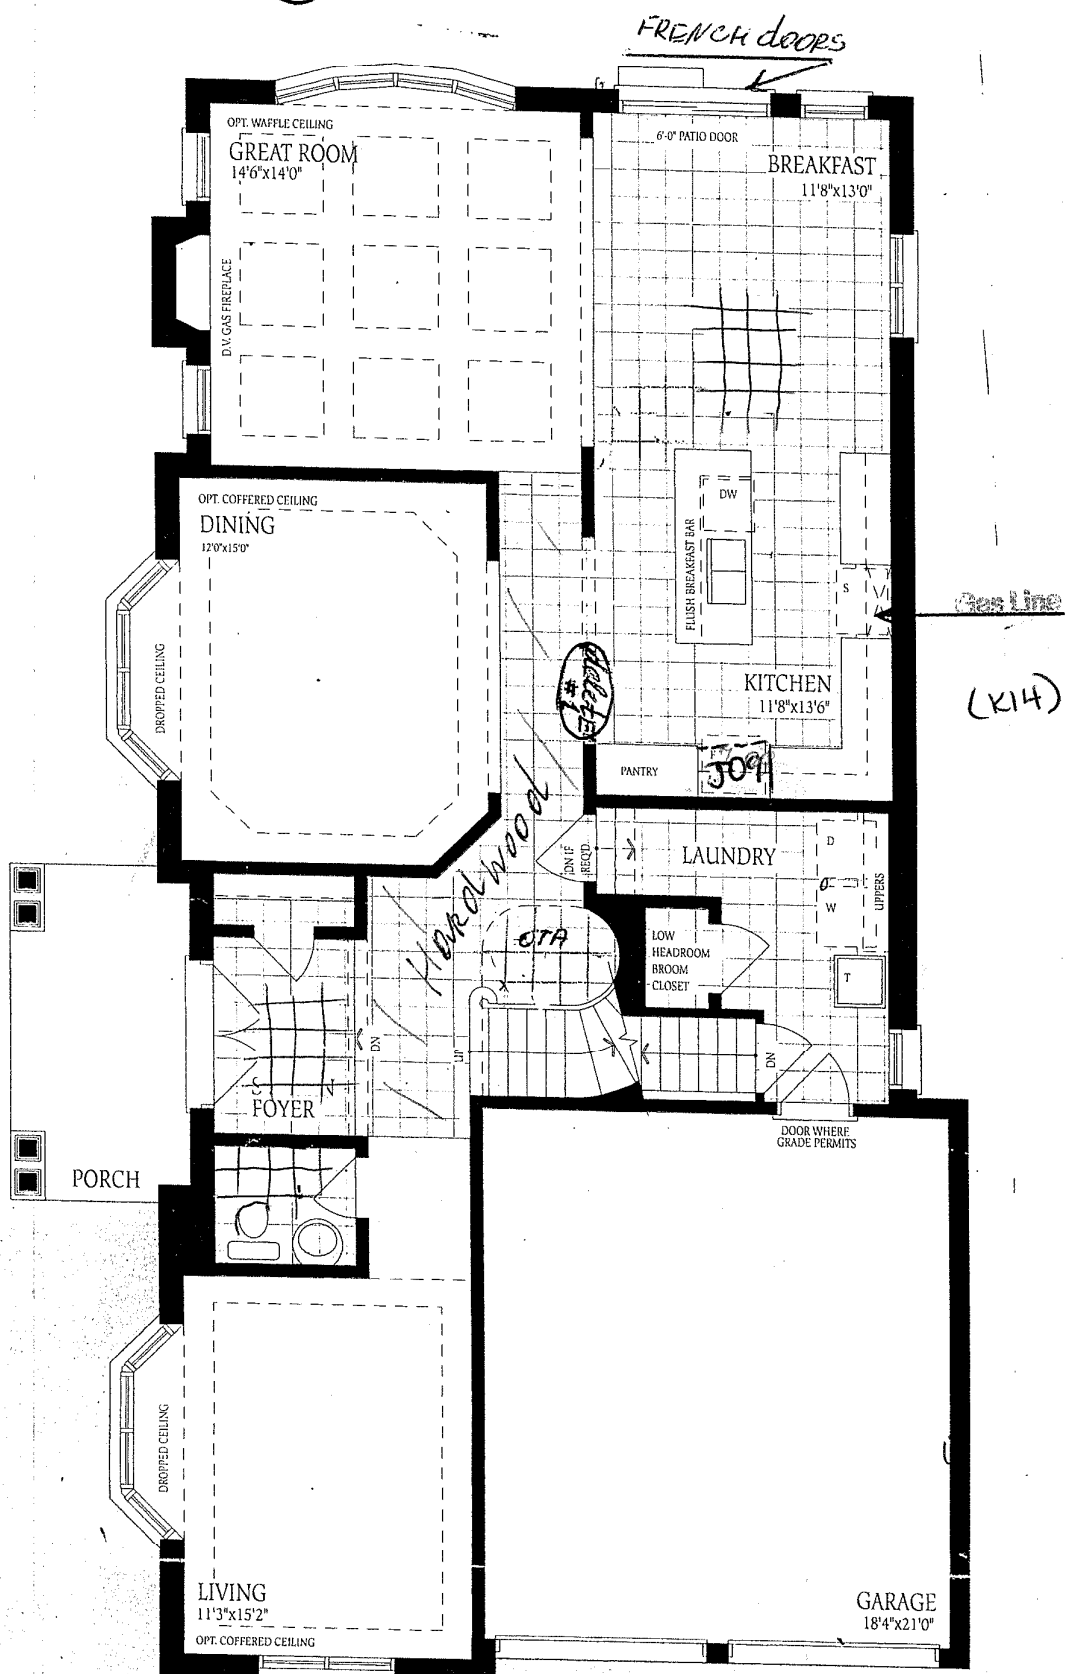 FRENCH dOORS
OPT. WAFFLE CEILING
GREAT ROOM
14'6"x14'0"
6'-0" PATIO DOOR
BREAKFAST
11'8"x13'0"
D.V. GAS FIREPLACE
OPT. COFFERED CEILING
DINING
12'0"x15'0"
DW
FLUSH BREAKFAST BAR
S
Gas Line
DROPPED CEILING
#1
KITCHEN
11'8"x13'6"
(K14)
PANTRY
Hardwood
DN IF
REQ'D.
LAUNDRY
D
W
UPPERS
OTA
LOW
HEADROOM
BROOM
CLOSET
T
DN
UP
DN
FOYER
PORCH
DOOR WHERE
GRADE PERMITS
DROPPED CEILING
LIVING
11'3"x15'2"
OPT. COFFERED CEILING
GARAGE
18'4"x21'0"